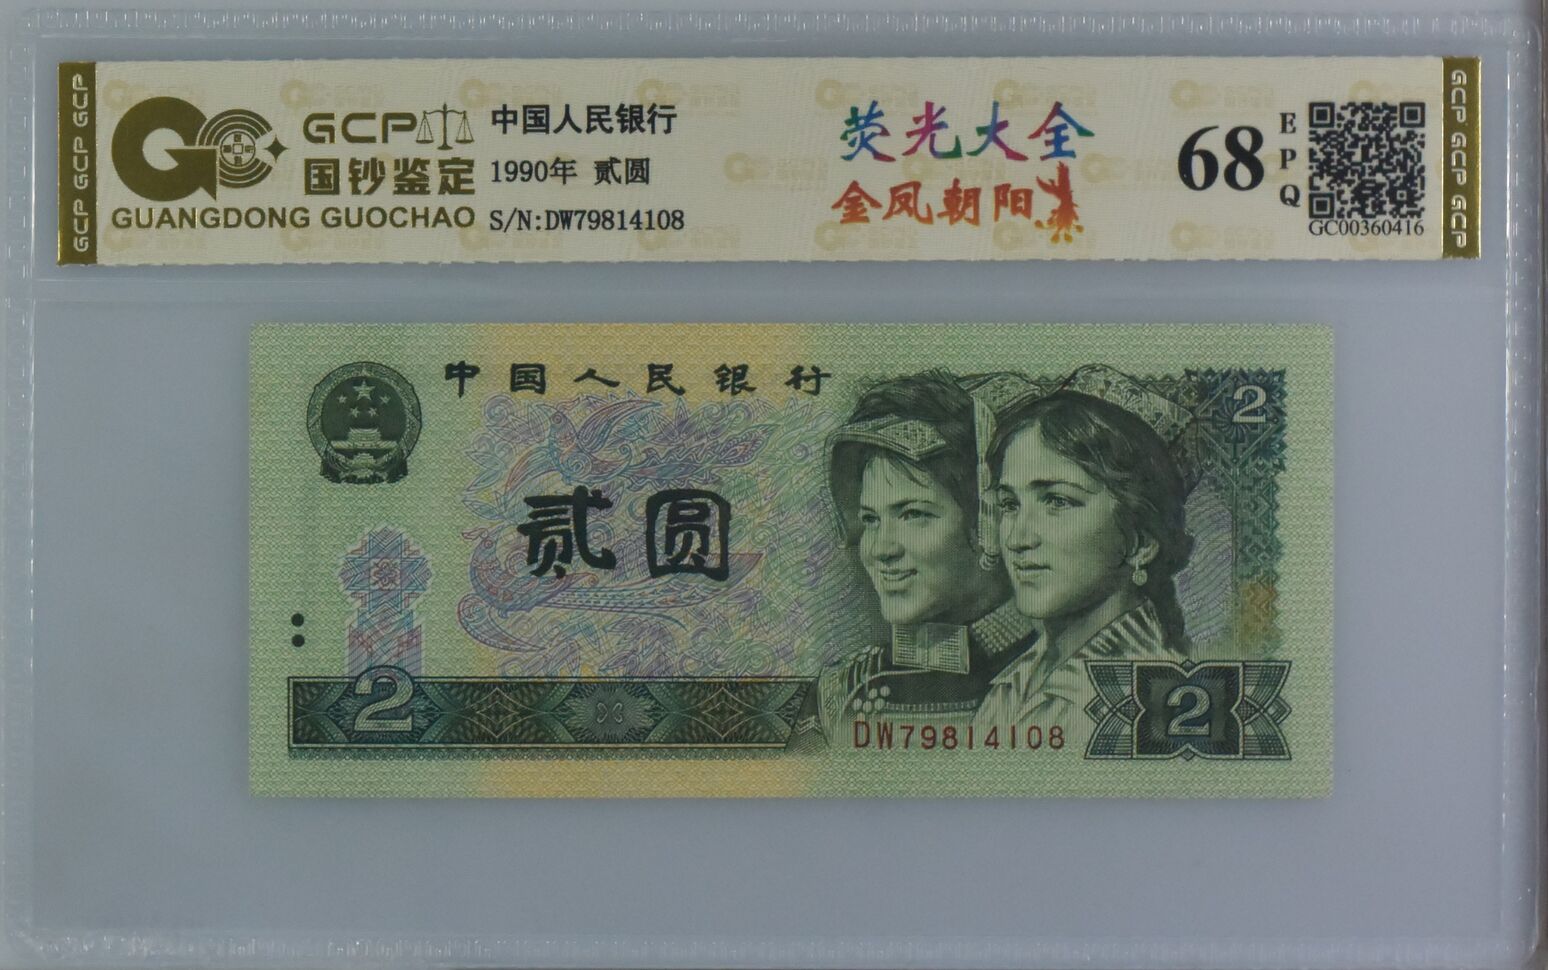 GCP GCP GCP
GCP
国钞鉴定
GUANGDONG GUOCHAO
中国人民银行
1990年 贰圆
S/N:DW79814108
荧光大全
金凤朝阳
68
EPQ
GC00360416
GCP GCP GCP
中国人民银行
2
贰圆
2
DW79814108
2